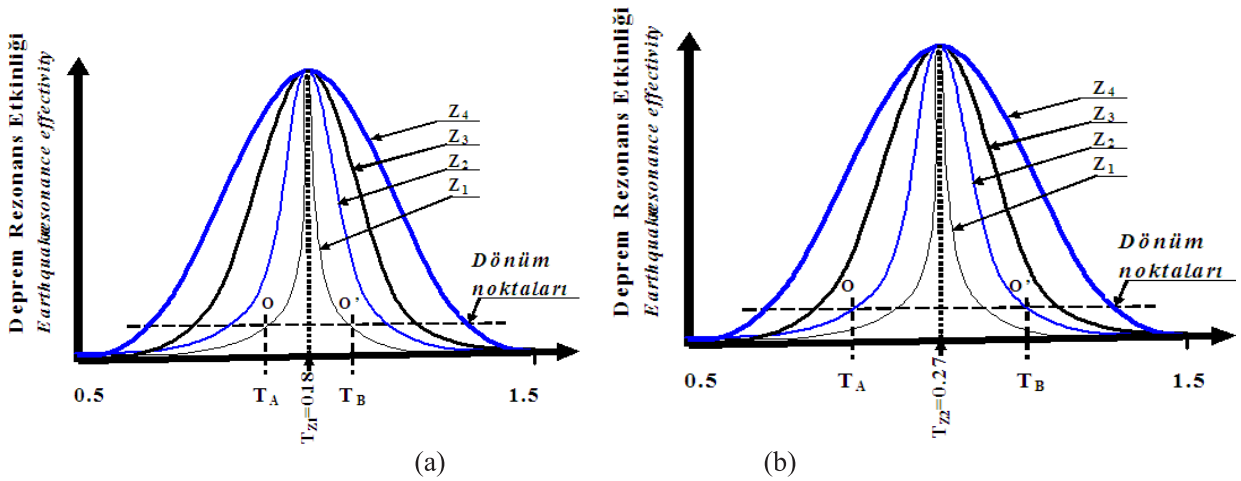 Deprem Rezonans Etkinliği
Earthquake resonance effectivity
Z4
Z3
Z2
Z1
Dönüm
noktaları
O
O'
0.5
TA
TZ1=0.18
TB
1.5
(a)
Deprem Rezonans Etkinliği
Earthquake resonance effectivity
Z4
Z3
Z2
Z1
Dönüm
noktaları
O
O'
0.5
TA
TZ2=0.27
TB
1.5
(b)